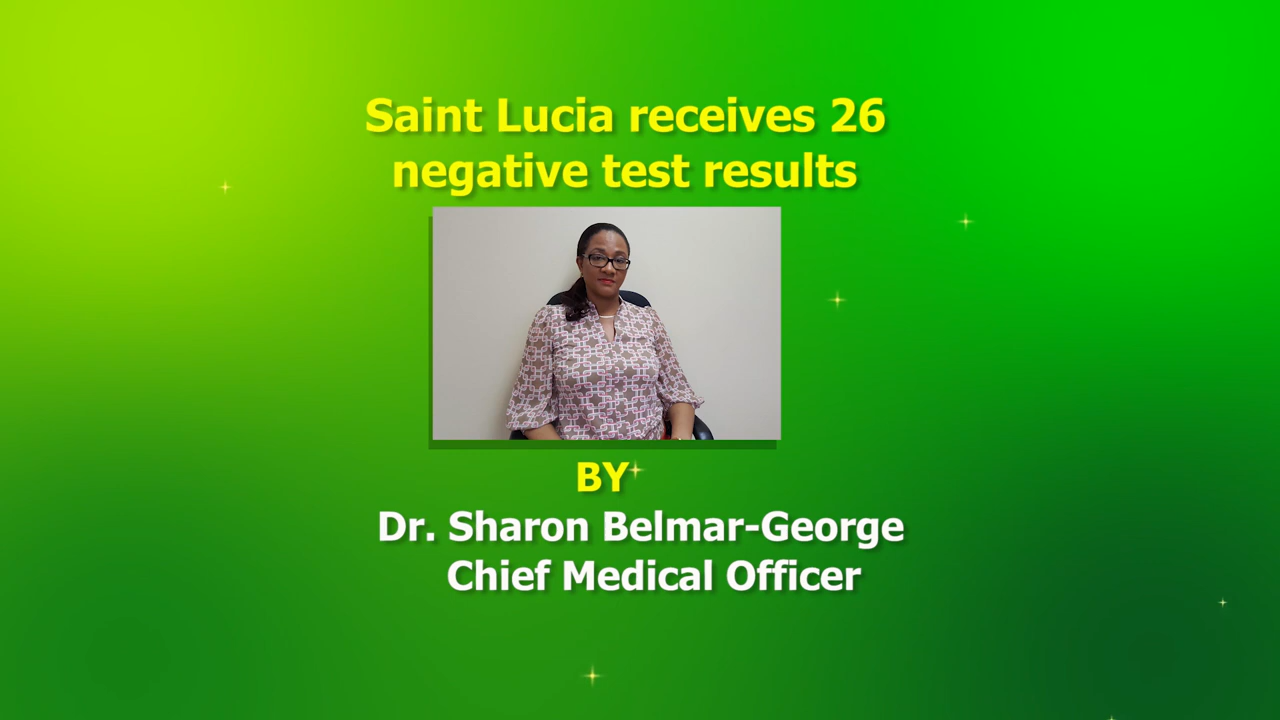 Saint Lucia receives 26
negative test results
BY
Dr. Sharon Belmar-George
Chief Medical Officer